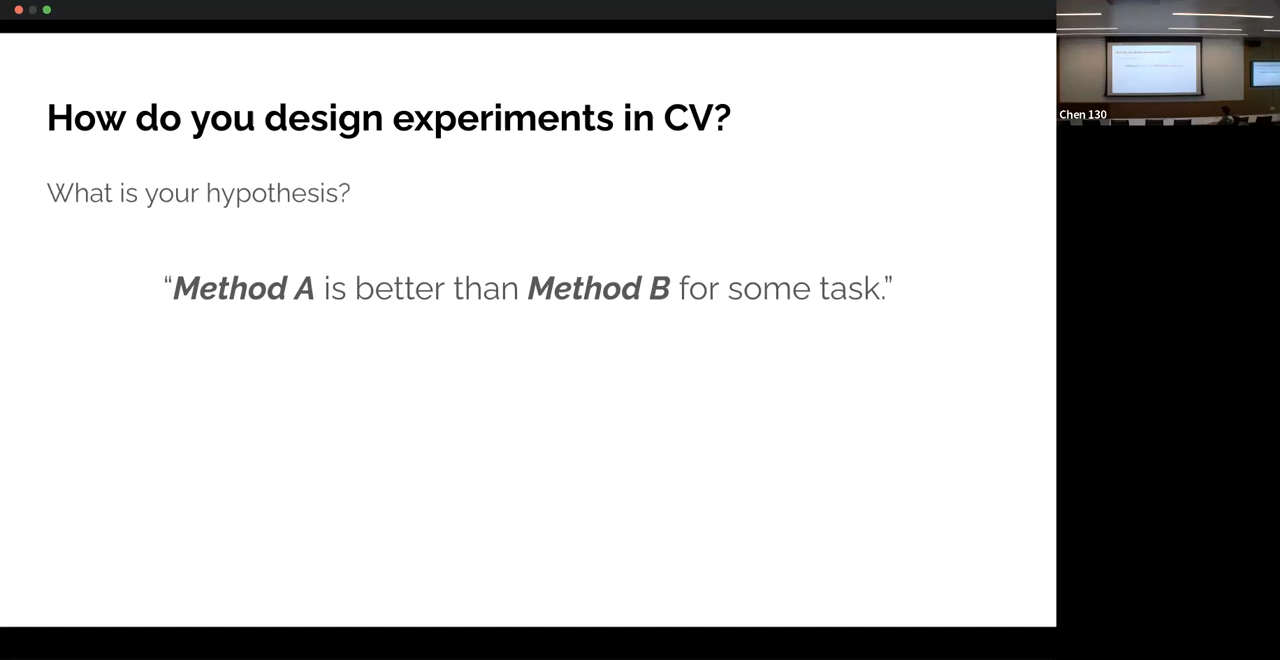 How do you design experiments in CV?
What is your hypothesis?
“Method A is better than Method B for some task.”
Chen 130